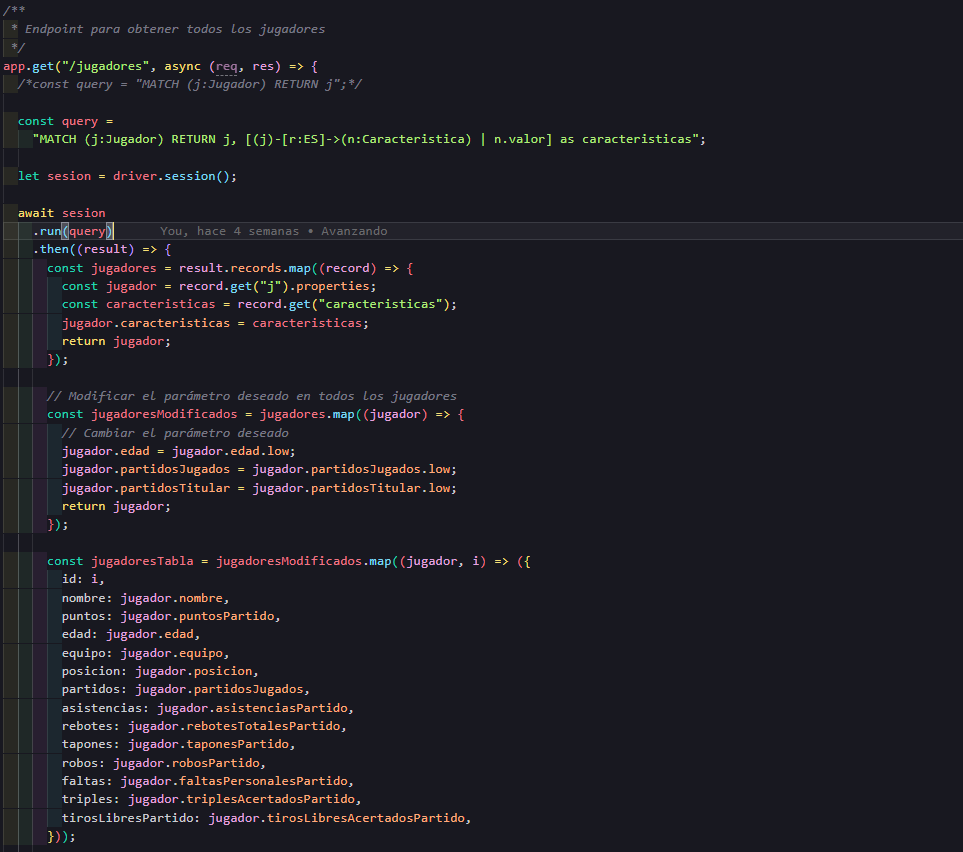 /**
 * Endpoint para obtener todos los jugadores
 */
app.get("/jugadores", async (req, res) => {
  /*const query = "MATCH (j:Jugador) RETURN j";*/

  const query =
    "MATCH (j:Jugador) RETURN j, [(j)-[r:ES]->(n:Caracteristica) | n.valor] as caracteristicas";

  let sesion = driver.session();

  await sesion
    .run(query)      You, hace 4 semanas • Avanzando
    .then((result) => {
      const jugadores = result.records.map((record) => {
        const jugador = record.get("j").properties;
        const caracteristicas = record.get("caracteristicas");
        jugador.caracteristicas = caracteristicas;
        return jugador;
      });

      // Modificar el parámetro deseado en todos los jugadores
      const jugadoresModificados = jugadores.map((jugador) => {
        // Cambiar el parámetro deseado
        jugador.edad = jugador.edad.low;
        jugador.partidosJugados = jugador.partidosJugados.low;
        jugador.partidosTitular = jugador.partidosTitular.low;
        return jugador;
      });

      const jugadoresTabla = jugadoresModificados.map((jugador, i) => ({
        id: i,
        nombre: jugador.nombre,
        puntos: jugador.puntosPartido,
        edad: jugador.edad,
        equipo: jugador.equipo,
        posicion: jugador.posicion,
        partidos: jugador.partidosJugados,
        asistencias: jugador.asistenciasPartido,
        rebotes: jugador.rebotesTotalesPartido,
        tapones: jugador.taponesPartido,
        robos: jugador.robosPartido,
        faltas: jugador.faltasPersonalesPartido,
        triples: jugador.triplesAcertadosPartido,
        tirosLibresPartido: jugador.tirosLibresAcertadosPartido,
      }));